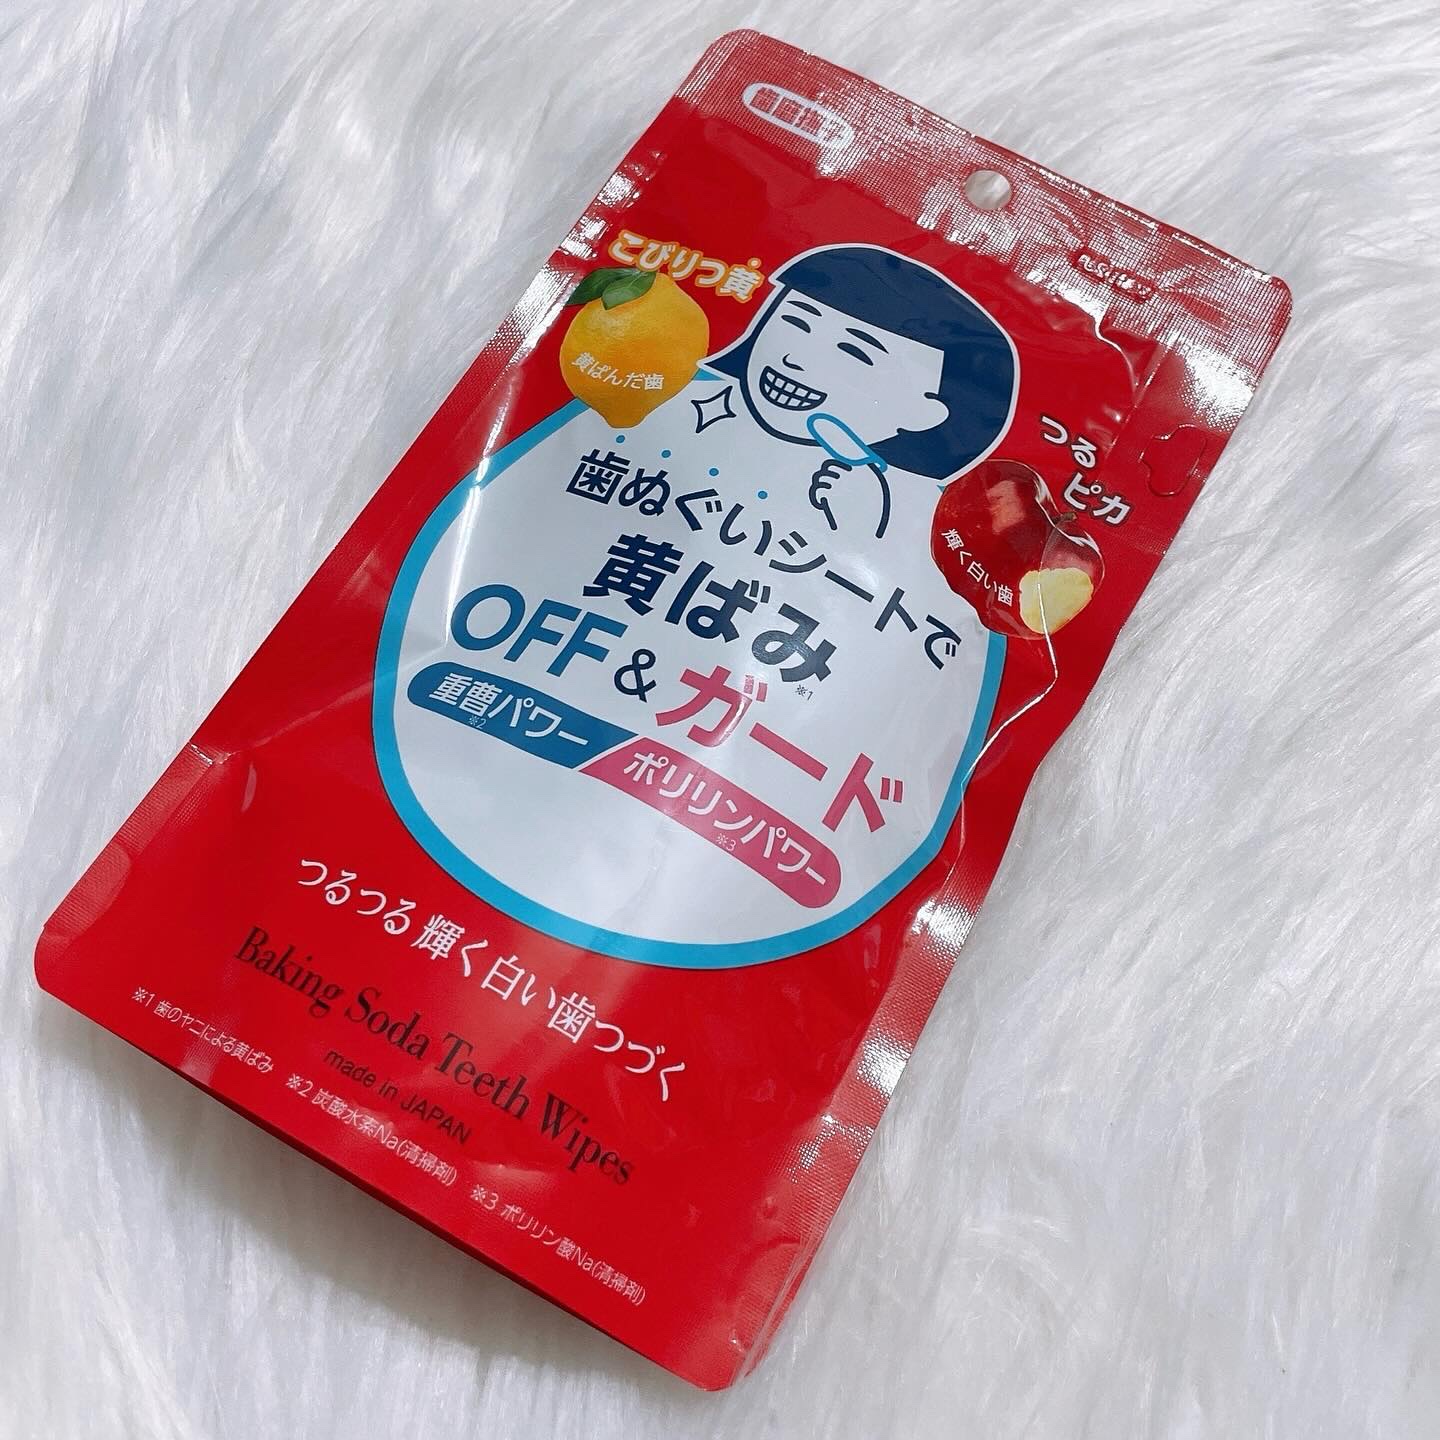 歯磨撫子
こびりつ黄
黄ばんだ歯
つる
ピカ
輝く白い歯
歯ぬぐいシートで
黄ばみ※1
OFF&ガード
重曹パワー※2
ポリリンパワー※3
つるつる 輝く白い歯つづく
Baking Soda Teeth Wipes
made in JAPAN
※1 歯のヤニによる黄ばみ ※2 炭酸水素Na(清掃剤) ※3 ポリリン酸Na(清掃剤)